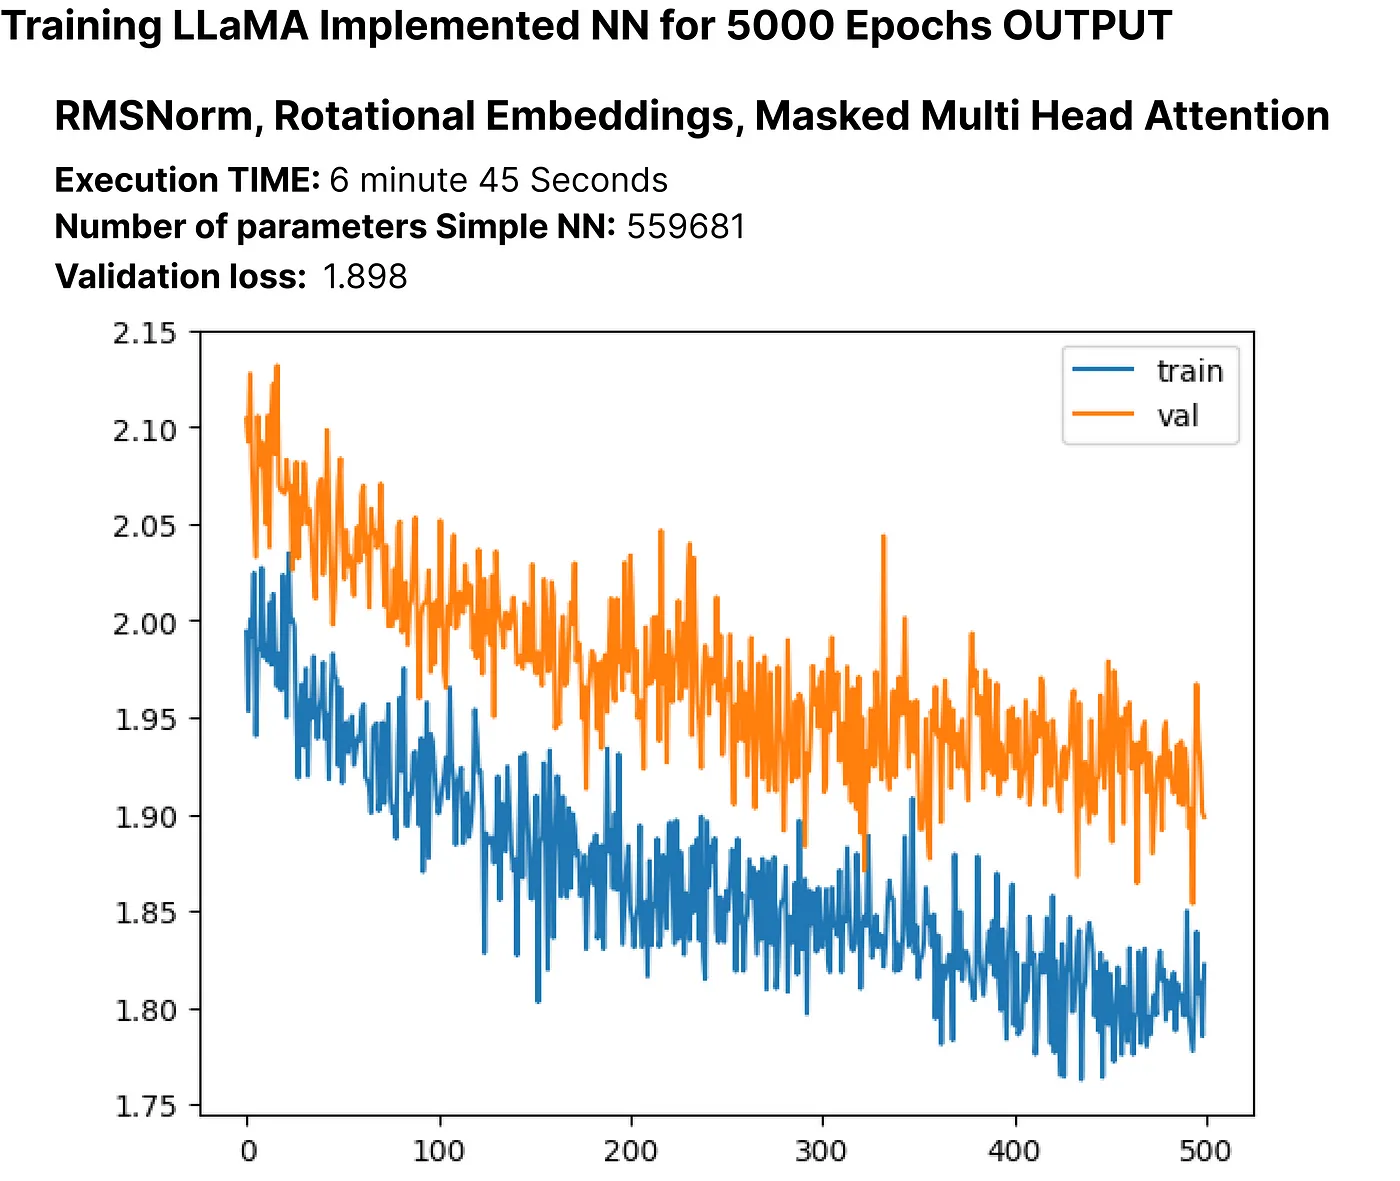 Training LLaMA Implemented NN for 5000 Epochs OUTPUT
RMSNorm, Rotational Embeddings, Masked Multi Head Attention
Execution TIME: 6 minute 45 Seconds
Number of parameters Simple NN: 559681
Validation loss: 1.898
2.15
train
val
2.10
2.05
2.00
1.95
1.90
1.85
1.80
1.75
0 100 200 300 400 500